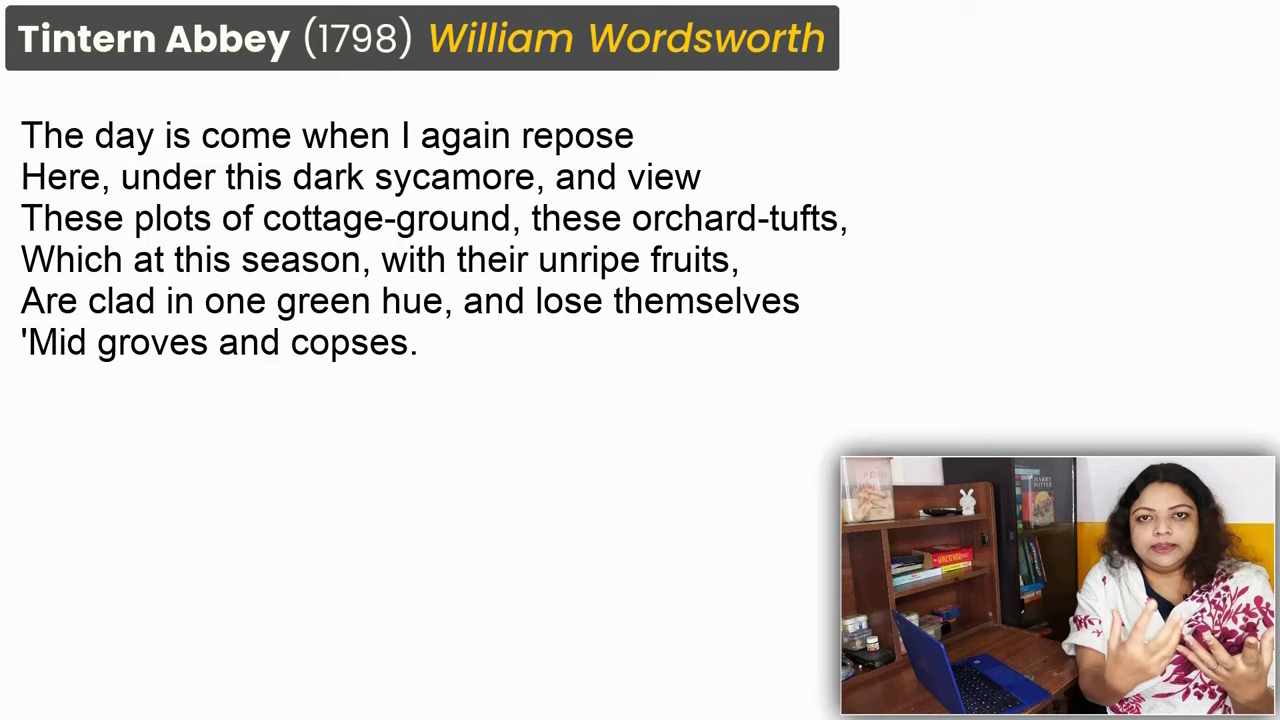 Tintern Abbey (1798) William Wordsworth
The day is come when I again repose
Here, under this dark sycamore, and view
These plots of cottage-ground, these orchard-tufts,
Which at this season, with their unripe fruits,
Are clad in one green hue, and lose themselves
'Mid groves and copses.
HARRY
POTTER